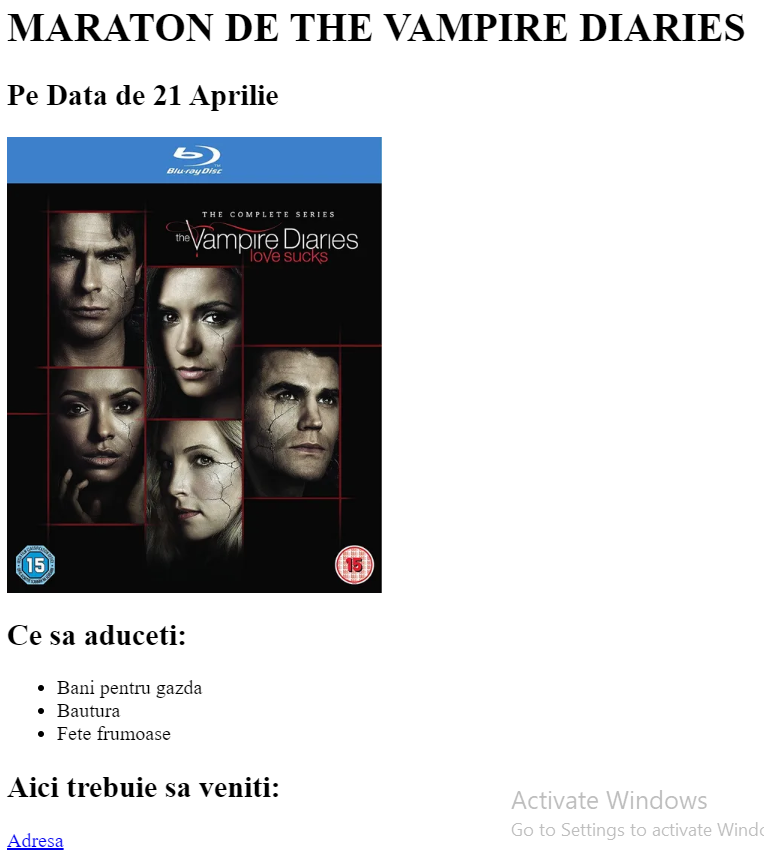 MARATON DE THE VAMPIRE DIARIES
Pe Data de 21 Aprilie
Blu-ray Disc™
THE COMPLETE SERIES
the Vampire Diaries
love sucks
15
15
Ce sa aduceti:
Bani pentru gazda
Bautura
Fete frumoase
Aici trebuie sa veniti:
Adresa
Activate Windows
Go to Settings to activate